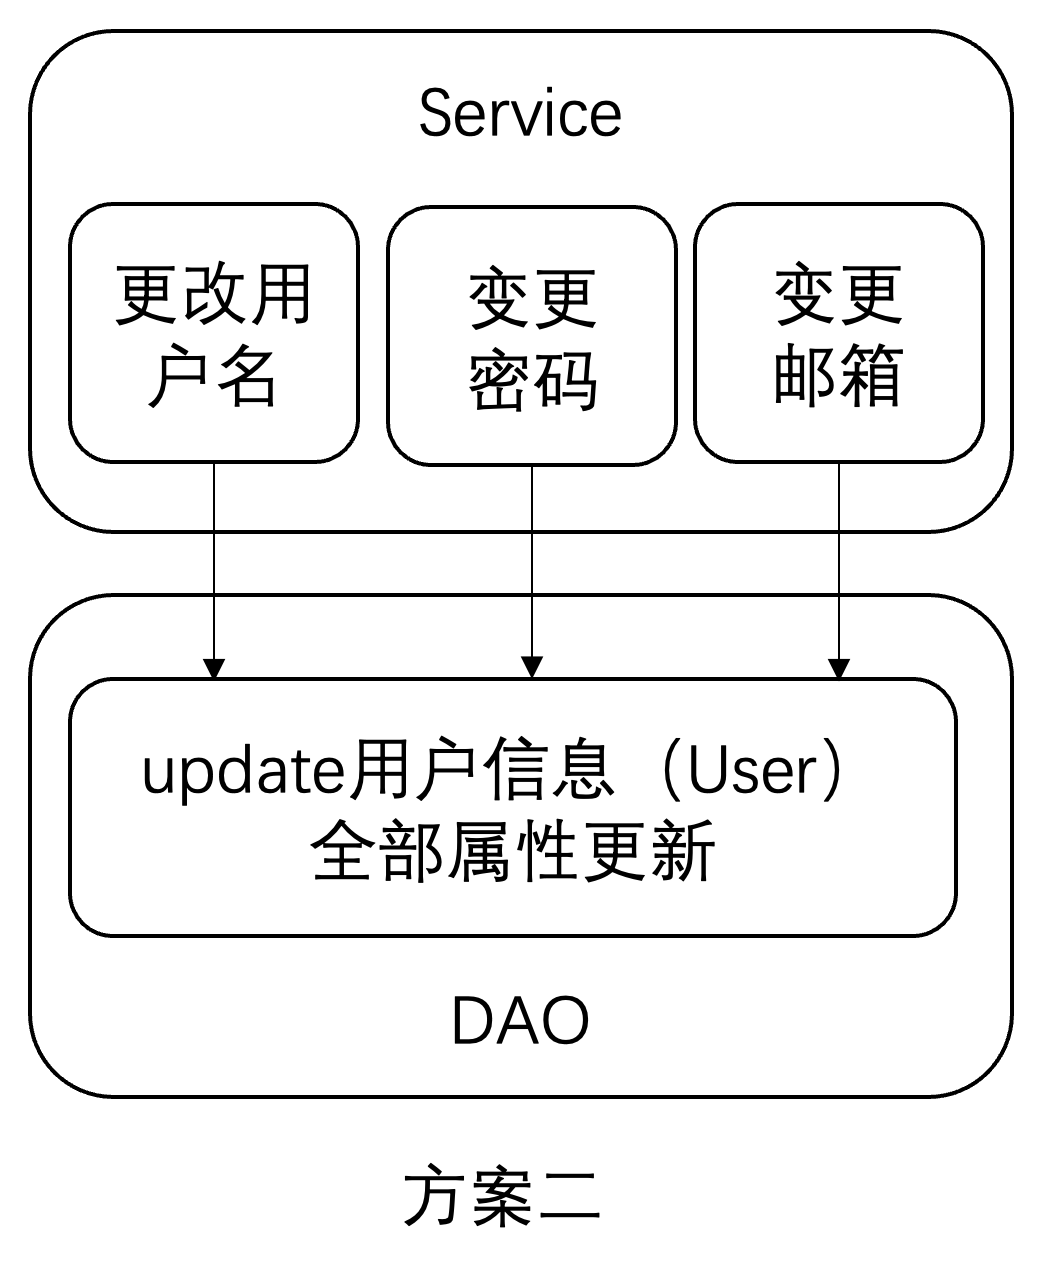 Service
更改用
户名
变更
密码
变更
邮箱
update用户信息（User）
全部属性更新
DAO
方案二